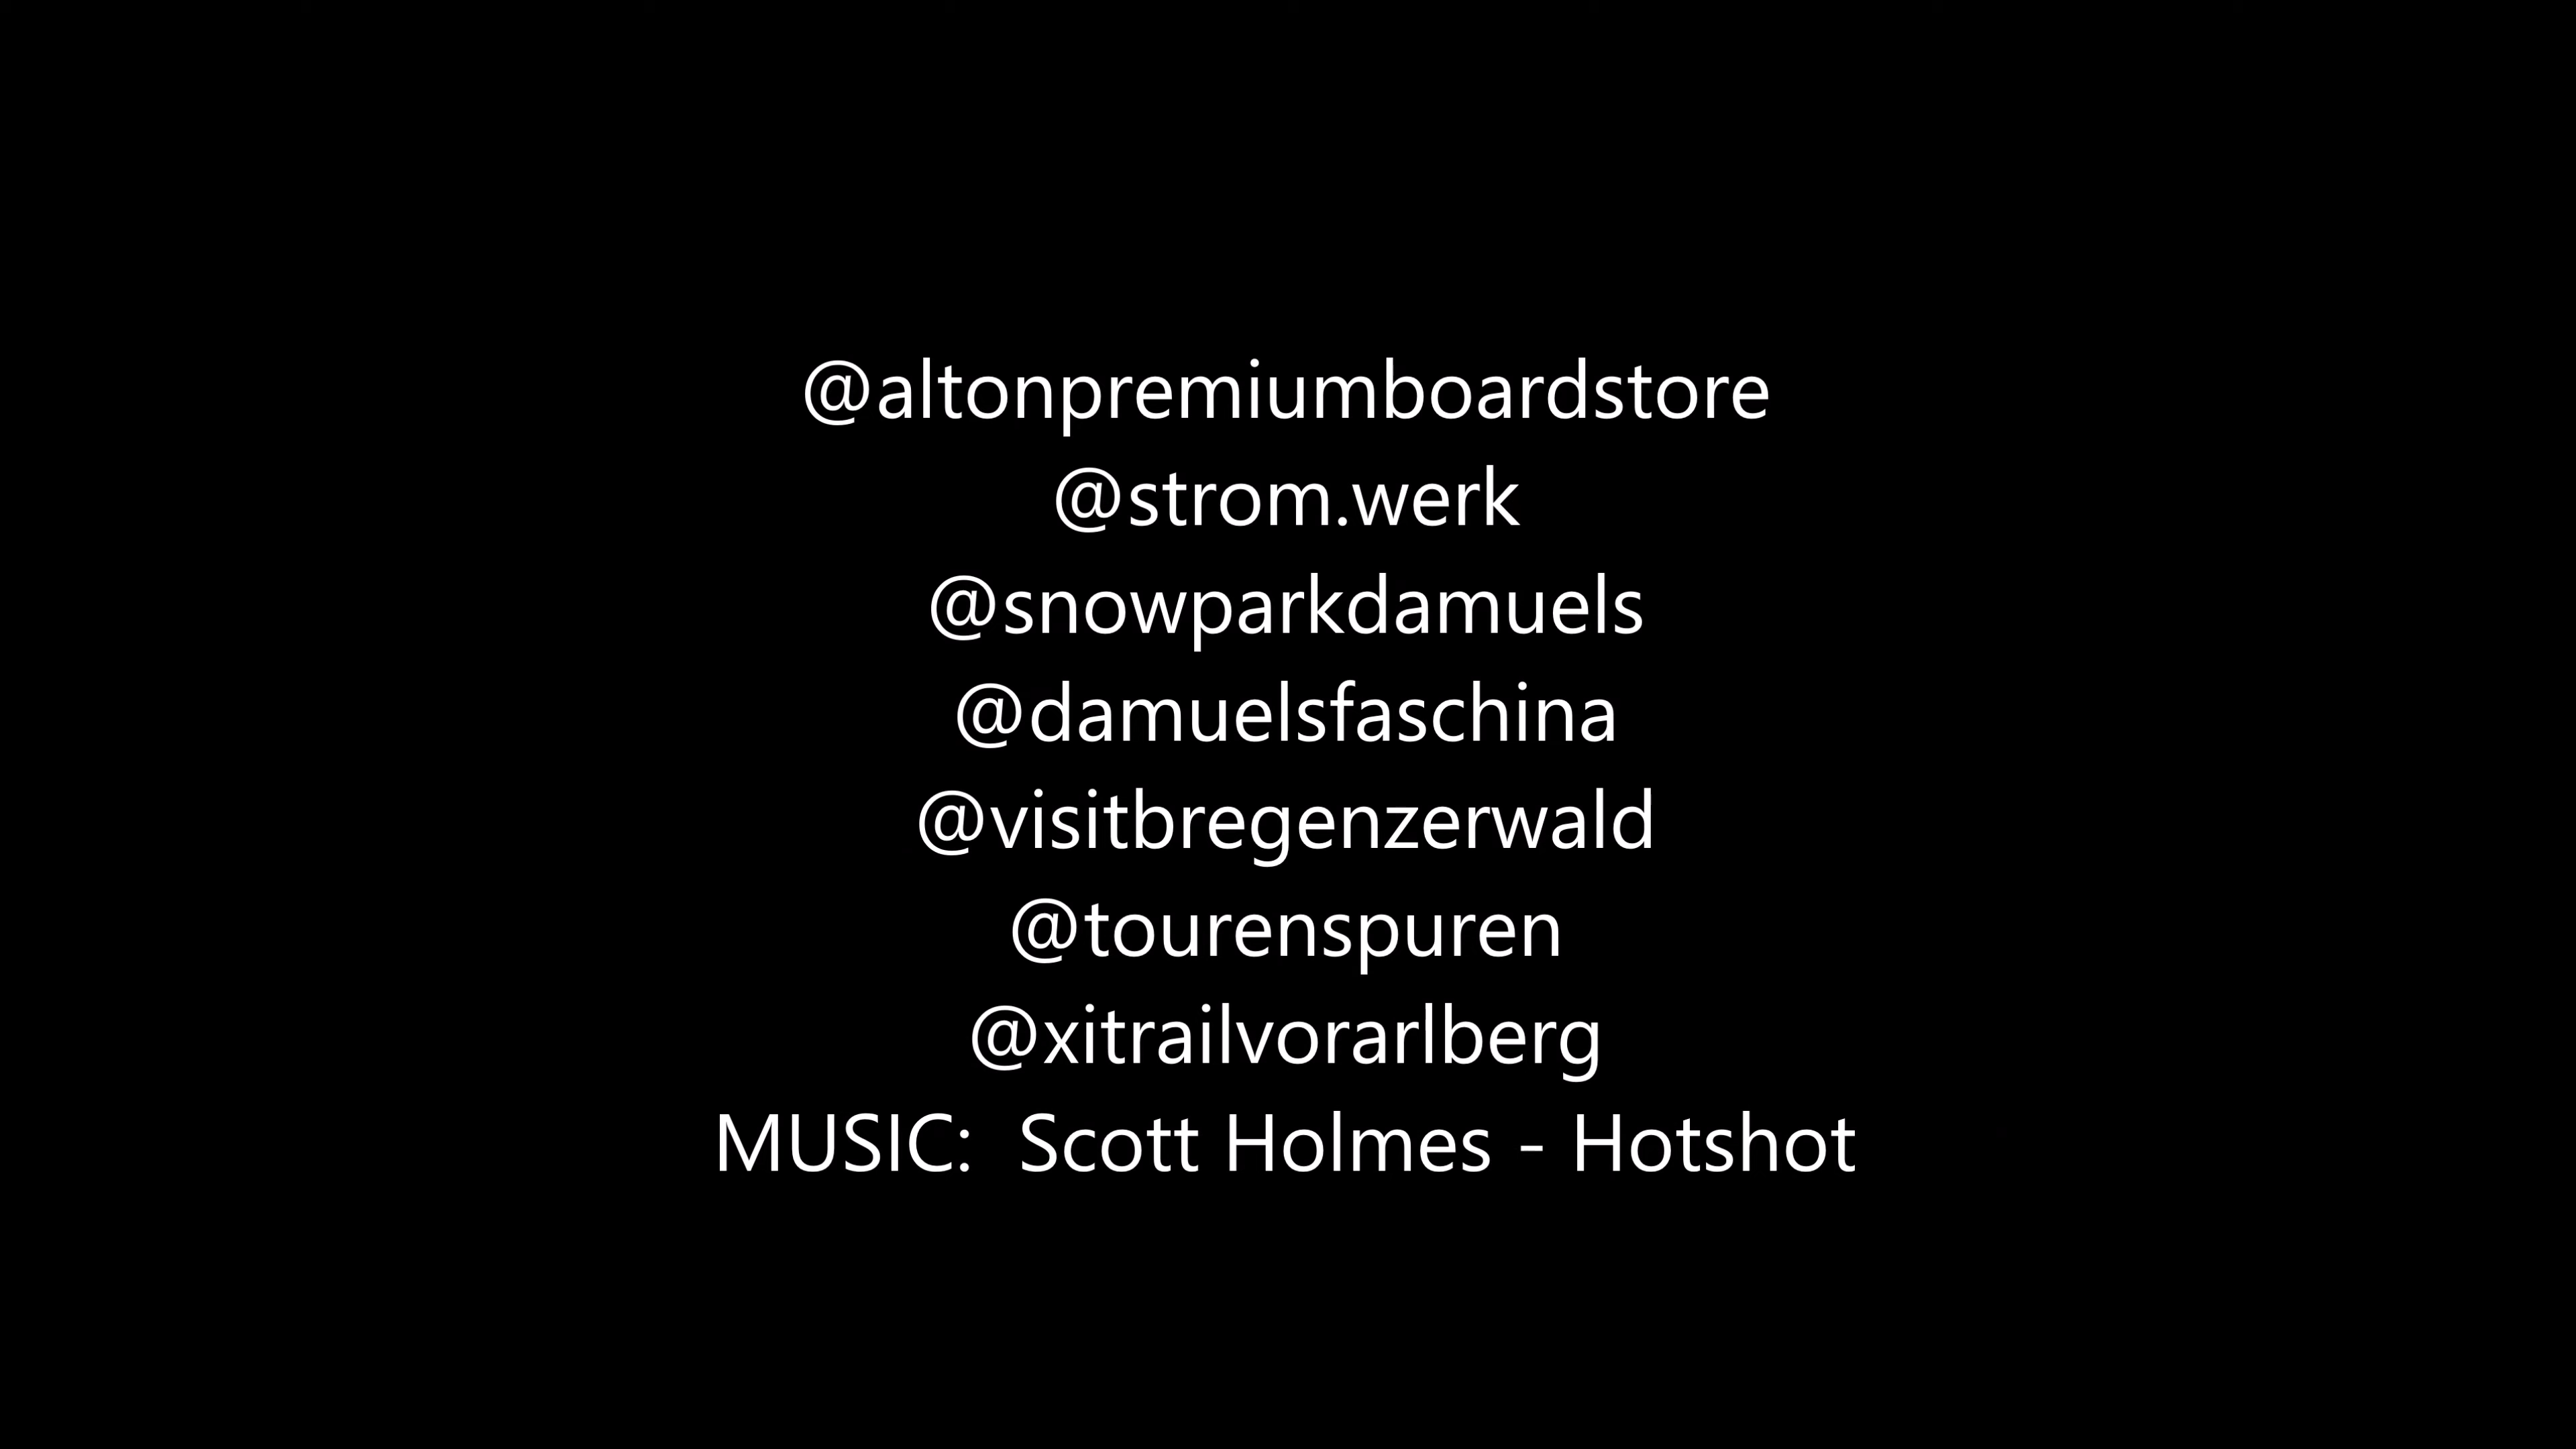 @altonpremiumboardstore
@strom.werk
@snowparkdamuels
@damuelsfaschina
@visitbregenzerwald
@tourenspuren
@xitrailvorarlberg
MUSIC:  Scott Holmes - Hotshot